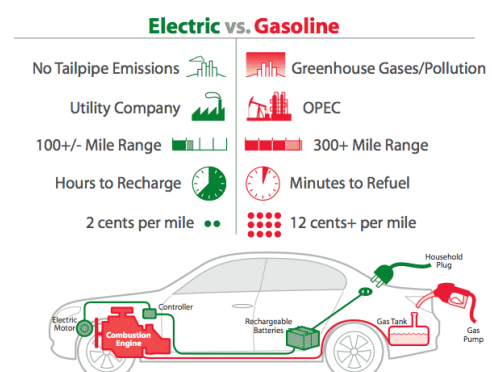 Electric vs. Gasoline
No Tailpipe Emissions
Greenhouse Gases/Pollution
Utility Company
OPEC
100+/- Mile Range
300+ Mile Range
Hours to Recharge
Minutes to Refuel
2 cents per mile
12 cents+ per mile
Household
Plug
Controller
Electric
Motor
Combustion
Engine
Rechargeable
Batteries
Gas Tank
Gas
Pump